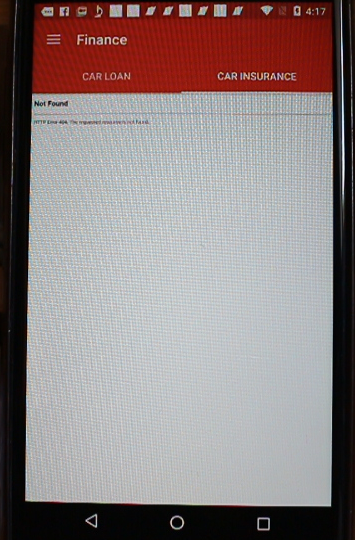 4:17
Finance
CAR LOAN
CAR INSURANCE
Not Found
HTTP Error 404. The requested resource is not found.